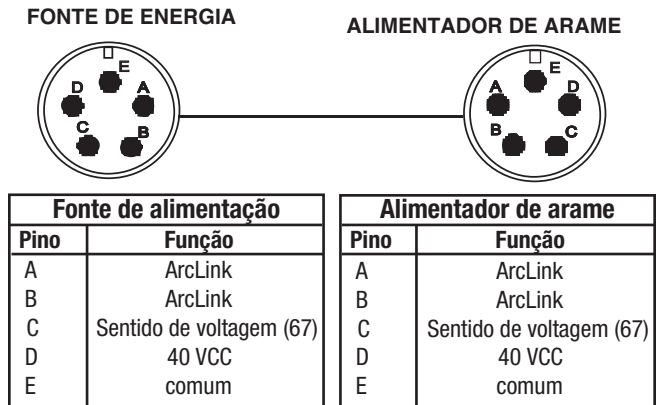 FONTE DE ENERGIA
ALIMENTADOR DE ARAME
E
D A
C B
E
A D
B C
Fonte de alimentação
Pino Função
A ArcLink
B ArcLink
C Sentido de voltagem (67)
D 40 VCC
E comum
Alimentador de arame
Pino Função
A ArcLink
B ArcLink
C Sentido de voltagem (67)
D 40 VCC
E comum